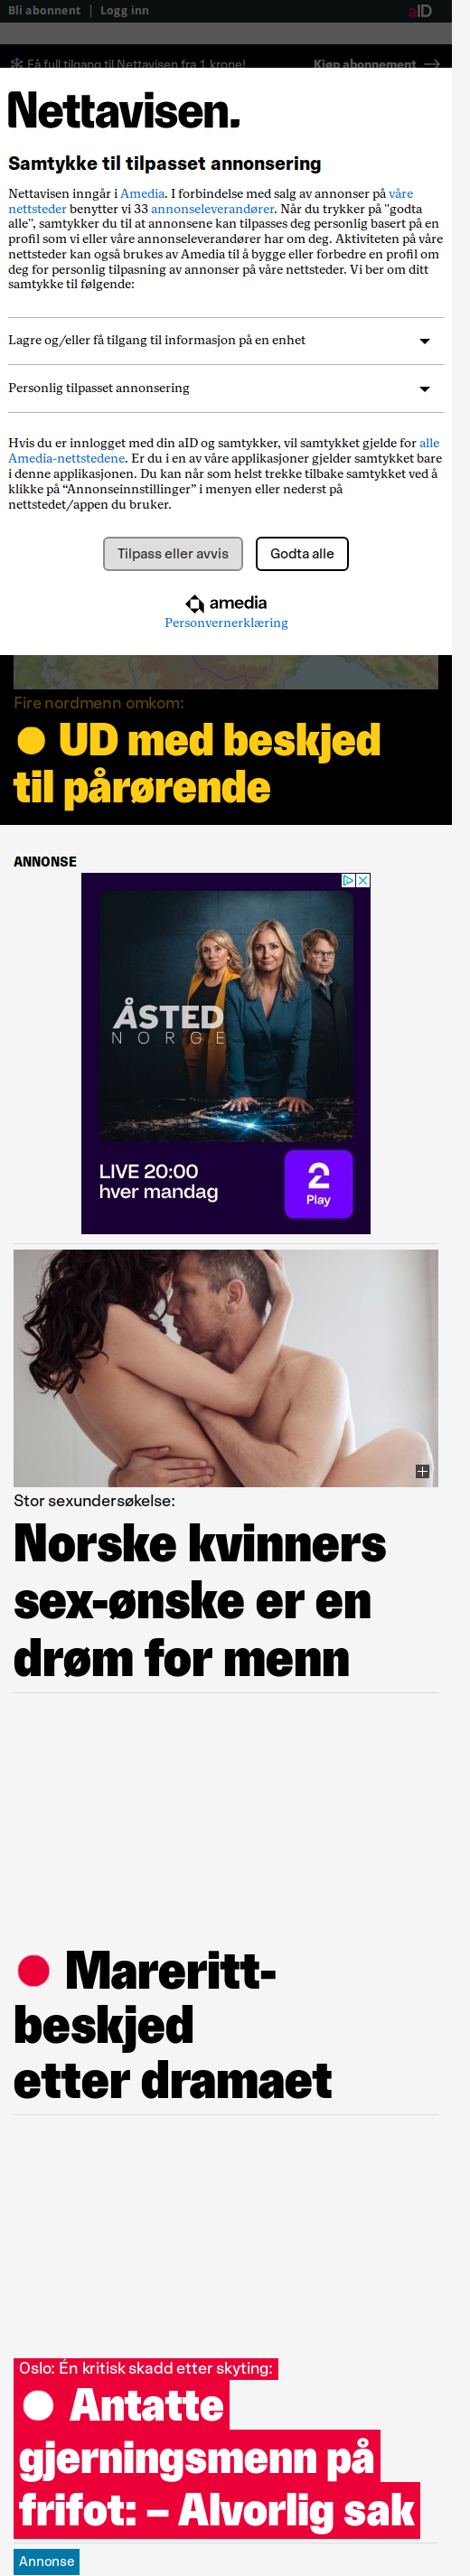 Bli abonnent | Logg inn
aID
Få full tilgang til Nettavisen fra 1 krone!
Kjøp abonnement
Nettavisen.
Samtykke til tilpasset annonsering
Nettavisen inngår i Amedia. I forbindelse med salg av annonser på våre
nettsteder benytter vi 33 annonseleverandører. Når du trykker på "godta
alle", samtykker du til at annonsene kan tilpasses deg personlig basert på en
profil som vi eller våre annonseleverandører har om deg. Aktiviteten på våre
nettsteder kan også brukes av Amedia til å bygge eller forbedre en profil om
deg for personlig tilpasning av annonser på våre nettsteder. Vi ber om ditt
samtykke til følgende:
Lagre og/eller få tilgang til informasjon på en enhet
Personlig tilpasset annonsering
Hvis du er innlogget med din aID og samtykker, vil samtykket gjelde for alle
Amedia-nettstedene. Er du i en av våre applikasjoner gjelder samtykket bare
i denne applikasjonen. Du kan når som helst trekke tilbake samtykket ved å
klikke på “Annonseinnstillinger” i menyen eller nederst på
nettstedet/appen du bruker.
Tilpass eller avvis
Godta alle
amedia
Personvernerklæring
Fire nordmenn omkom:
UD med beskjed
til pårørende
ANNONSE
ÅSTED
NORGE
LIVE 20:00
hver mandag
2
Play
Stor sexundersøkelse:
Norske kvinners
sex-ønske er en
drøm for menn
Mareritt-
beskjed
etter dramaet
Oslo: Én kritisk skadd etter skyting:
Antatte
gjerningsmenn på
frifot: – Alvorlig sak
Annonse